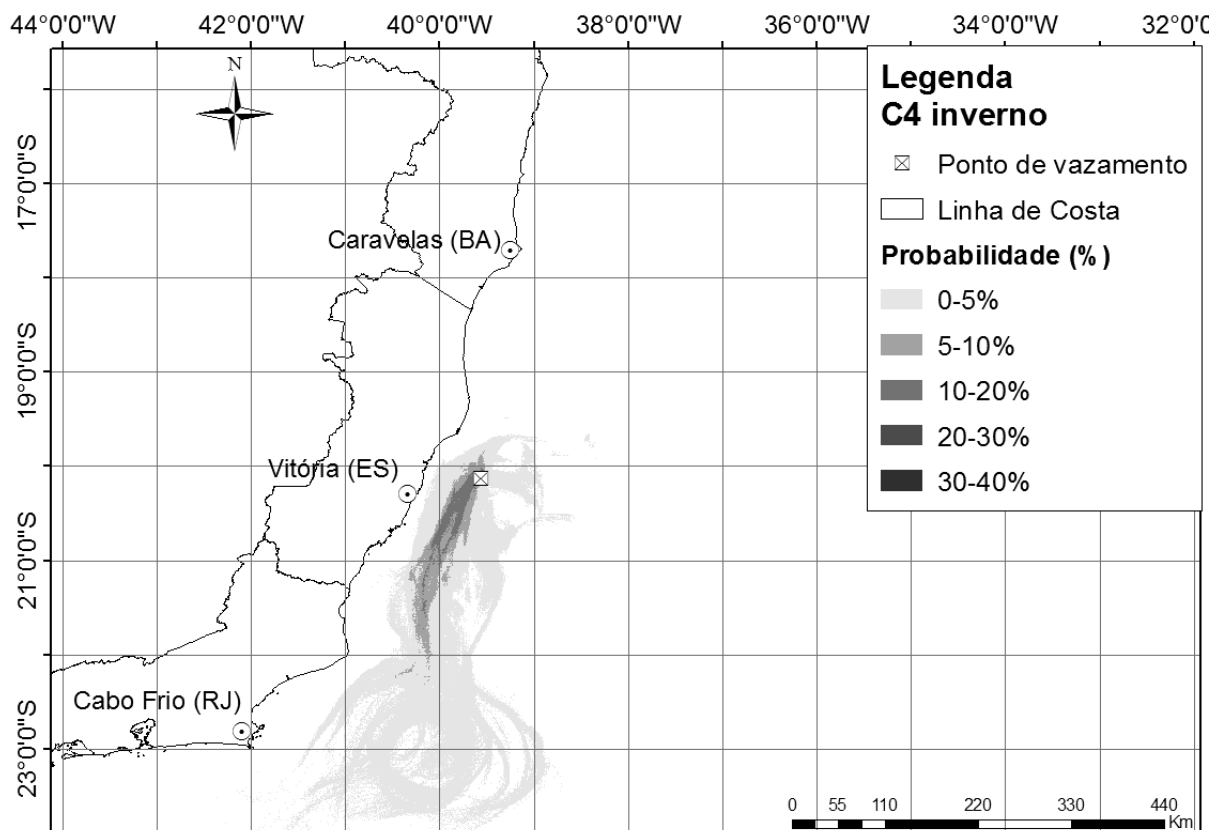 44°0'0"W 42°0'0"W 40°0'0"W 38°0'0"W 36°0'0"W 34°0'0"W 32°0'0
N
Legenda
C4 inverno
Ponto de vazamento
Linha de Costa
Probabilidade (%)
0-5%
5-10%
10-20%
20-30%
30-40%
17°0'0"S
Caravelas (BA)
19°0'0"S
Vitória (ES)
21°0'0"S
Cabo Frio (RJ)
23°0'0"S
0 55 110 220 330 440
Km